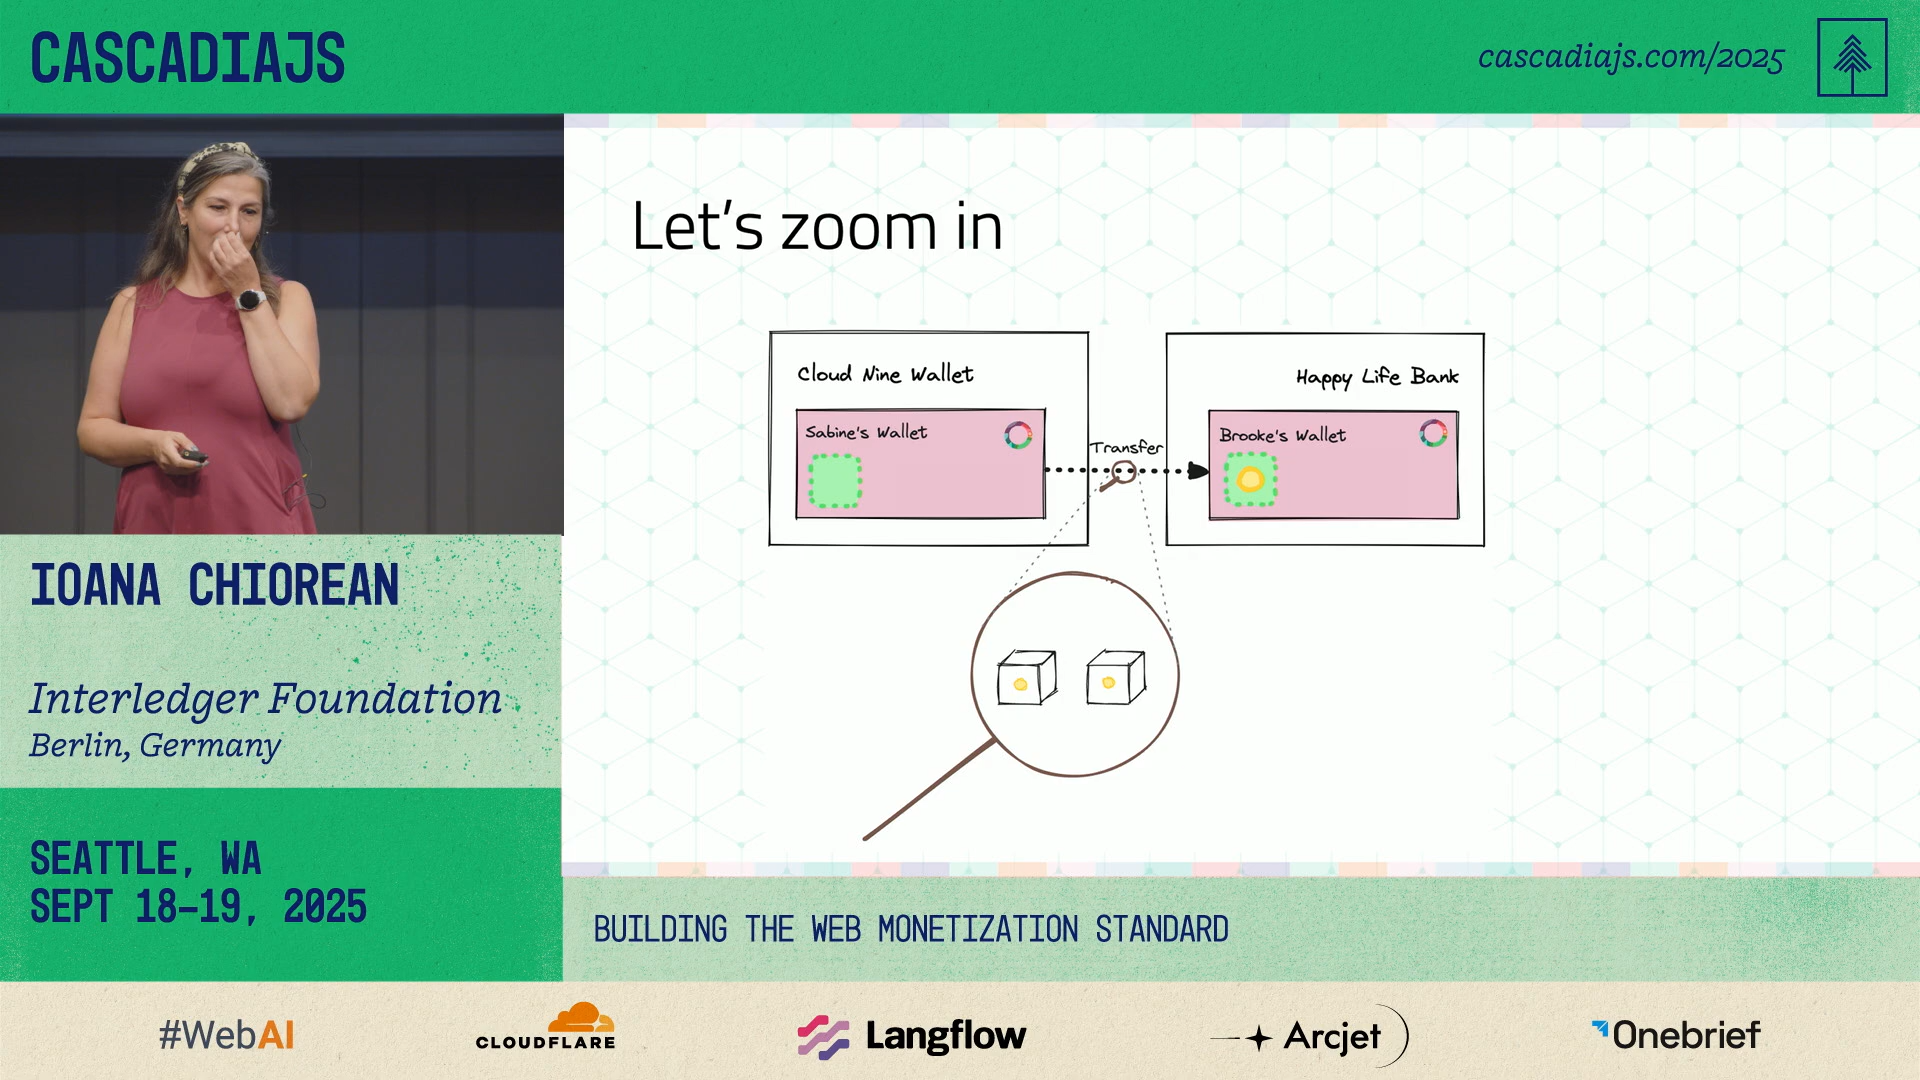 CASCADIAJS
cascadiajs.com/2025
Let's zoom in
Cloud Nine Wallet
Happy Life Bank
Sabine's Wallet
Transfer
Brooke's Wallet
IOANA CHIOREAN
Interledger Foundation
Berlin, Germany
SEATTLE, WA
SEPT 18–19, 2025
BUILDING THE WEB MONETIZATION STANDARD
#WebAI
CLOUDFLARE
Langflow
Arcjet
Onebrief